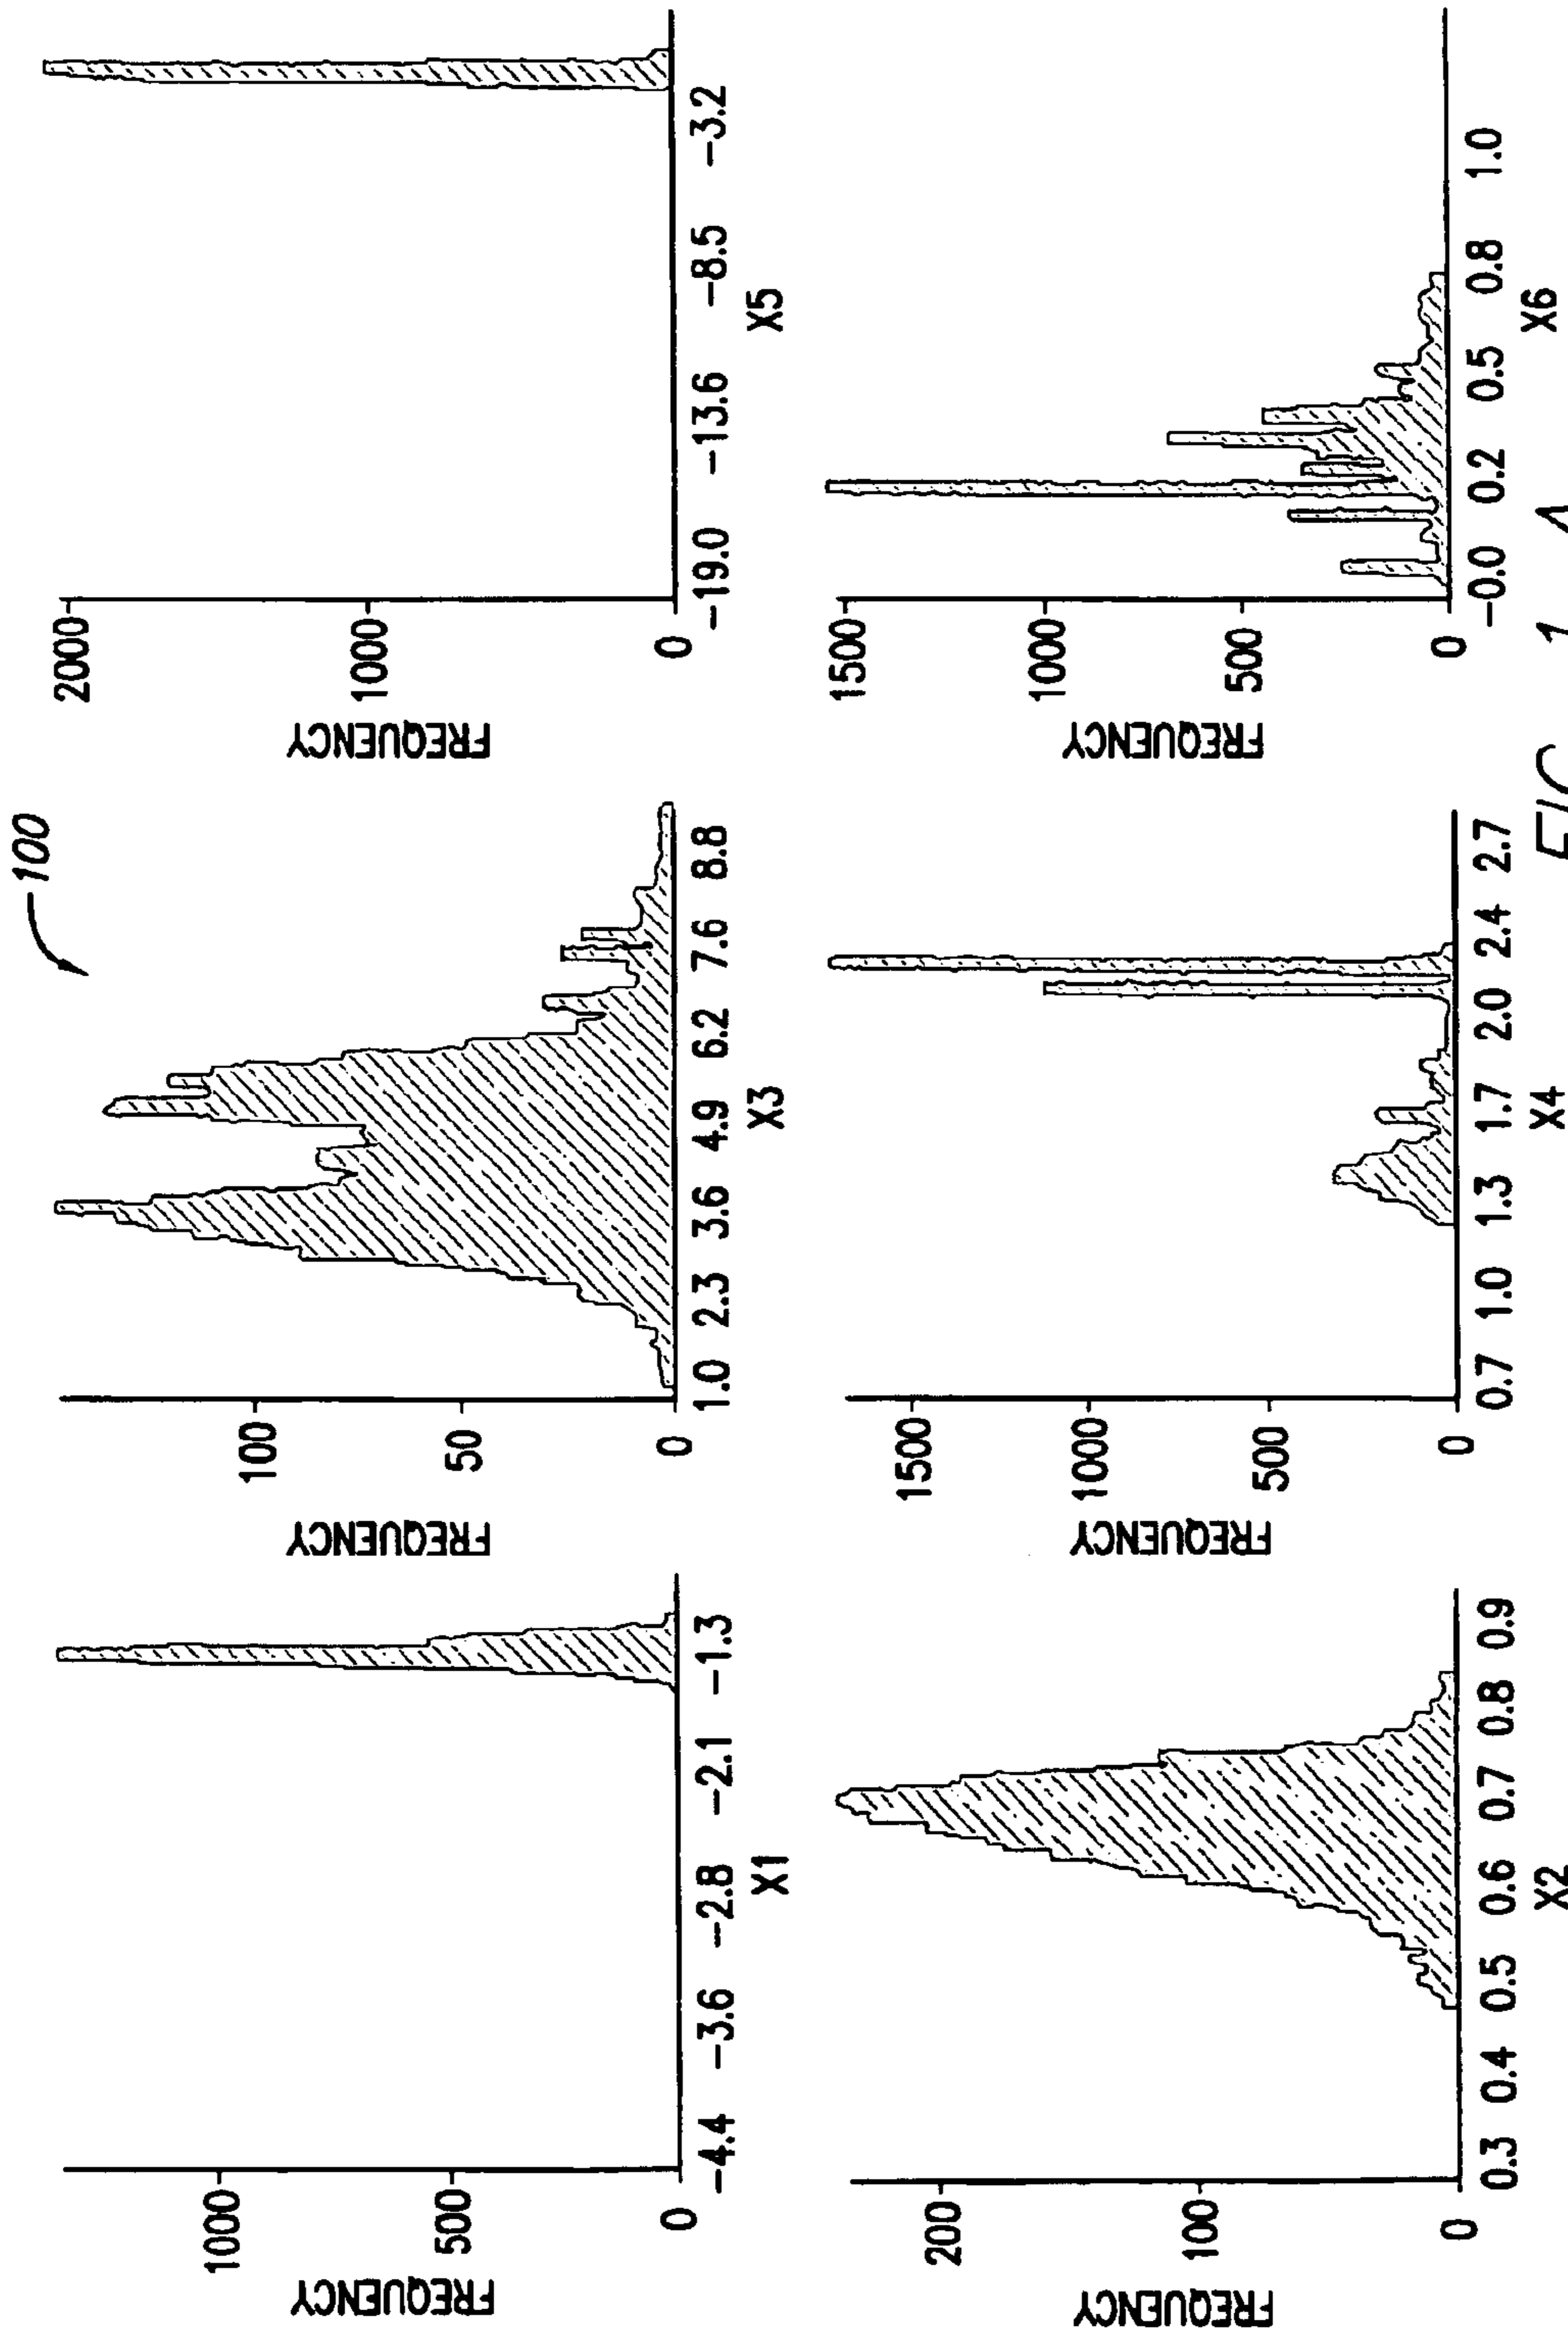 100
FREQUENCY
1000
500
0
-4.4 -3.6 -2.8 -2.1 -1.3
X1
FREQUENCY
100
50
0
1.0 2.3 3.6 4.9 6.2 7.6 8.8
X3
FREQUENCY
2000
1000
0
-19.0 -13.6 -8.5 -3.2
X5
FREQUENCY
200
100
0
0.3 0.4 0.5 0.6 0.7 0.8 0.9
X2
FREQUENCY
1500
1000
500
0
0.7 1.0 1.3 1.7 2.0 2.4 2.7
X4
FREQUENCY
1500
1000
500
0
-0.0 0.2 0.5 0.8 1.0
X6
FIG. 1A